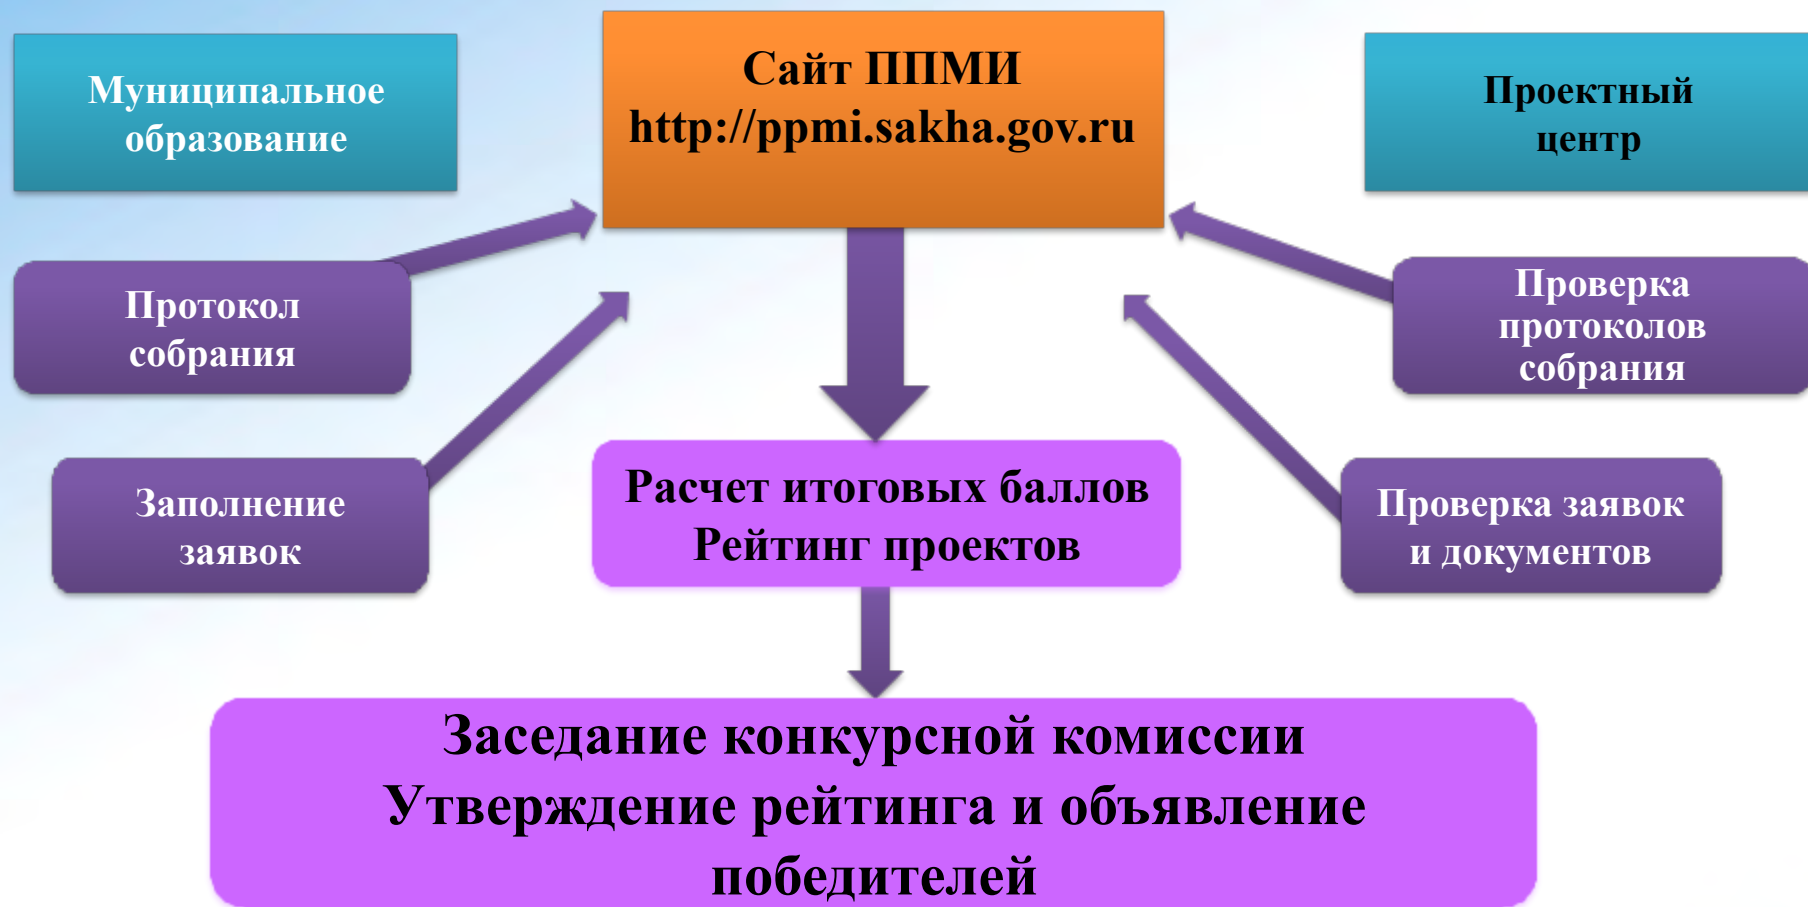 Муниципальное
образование
Сайт ППМИ
http://ppmi.sakha.gov.ru
Проектный
центр
Протокол
собрания
Проверка
протоколов
собрания
Заполнение
заявок
Расчет итоговых баллов
Рейтинг проектов
Проверка заявок
и документов
Заседание конкурсной комиссии
Утверждение рейтинга и объявление
победителей